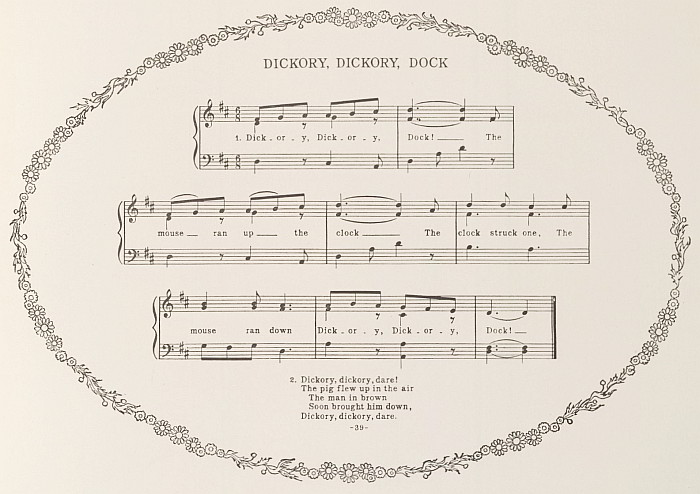 DICKORY, DICKORY, DOCK
1. Dick - or - y, Dick - or - y, Dock! The
mouse ran up the clock The clock struck one, The
mouse ran down Dick - or - y, Dick - or - y, Dock!
2. Dickory, dickory, dare!
The pig flew up in the air
The man in brown
Soon brought him down,
Dickory, dickory, dare.
-39-